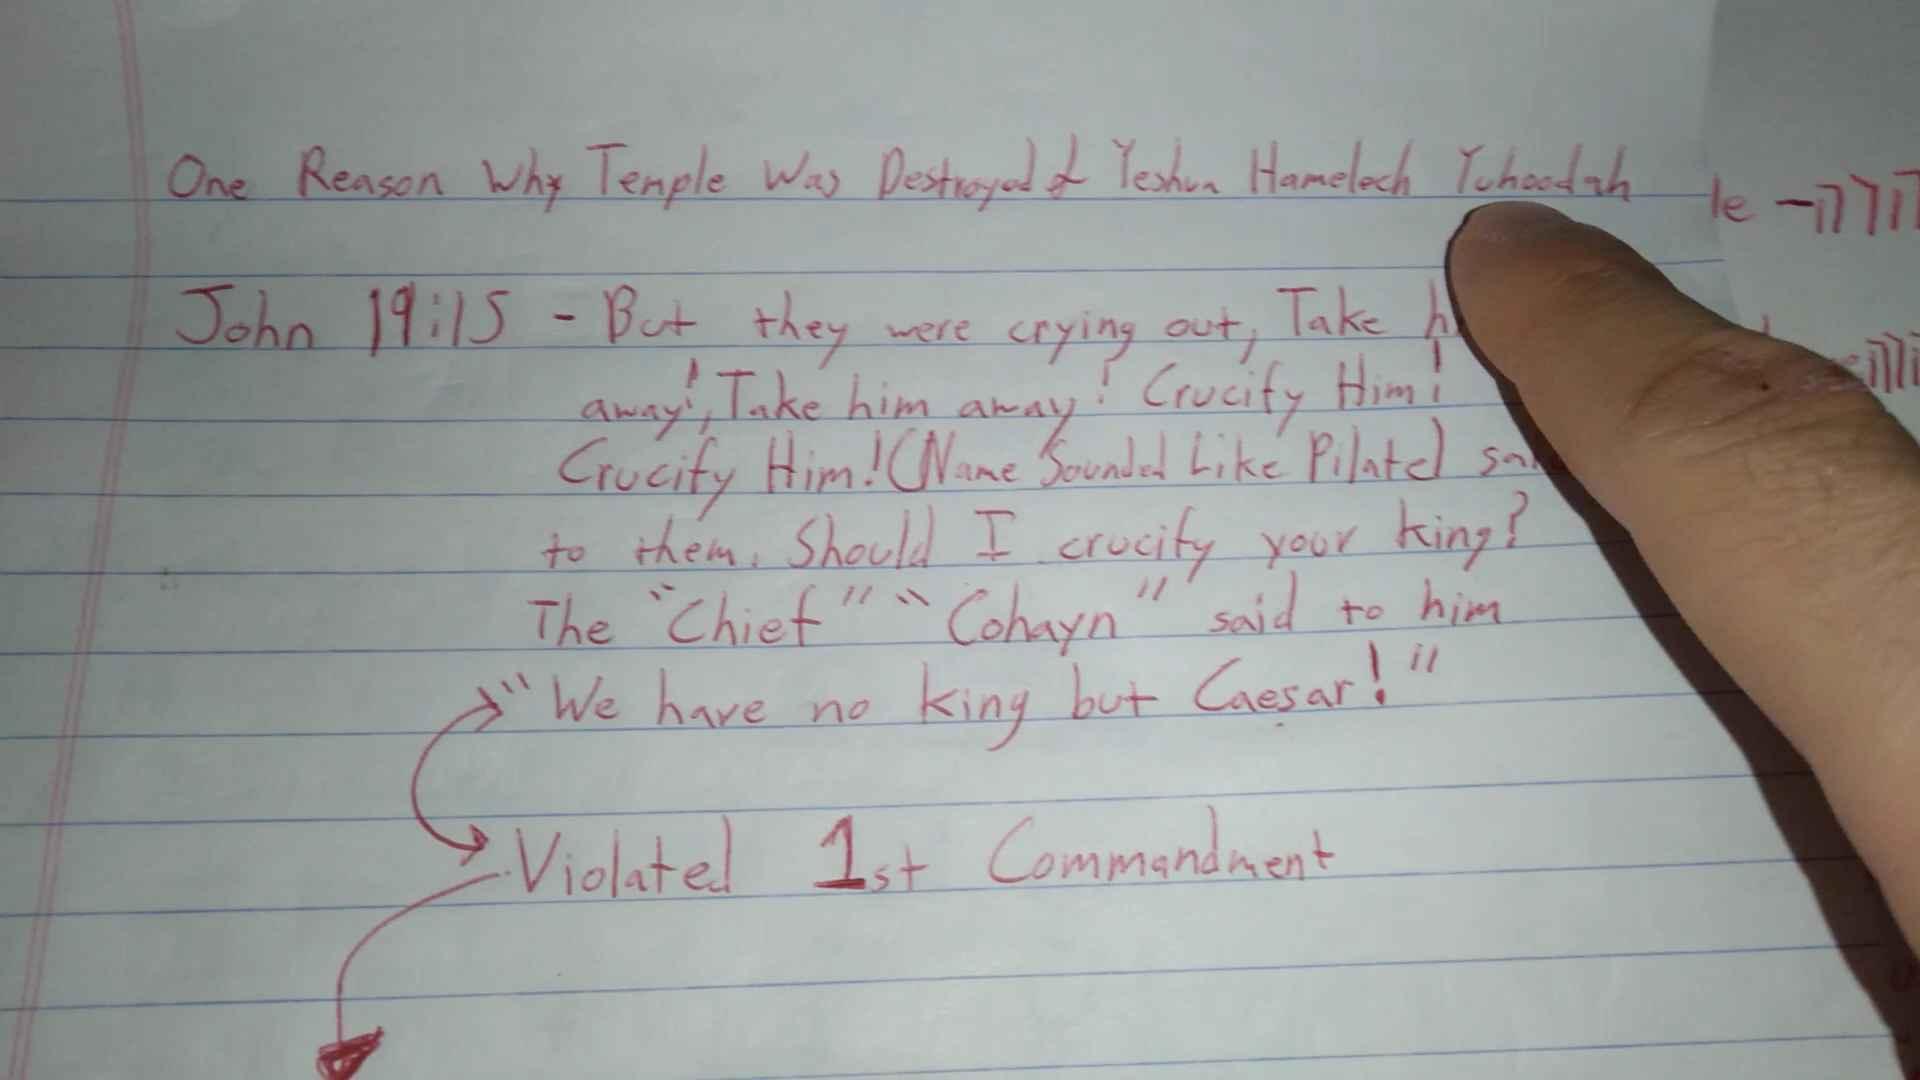 One Reason Why Temple Was Destroyed & Yeshua Hamelech Yuhoodah
le -
John 19:15 - But they were crying out, Take
away!, Take him away! Crucify Him!
Crucify Him! (Name Sounded Like Pilate)
to them. Should I crucify your king?
The "Chief" "Cohayn" said to him
"We have no king but Caesar!"
Violated 1st Commandment